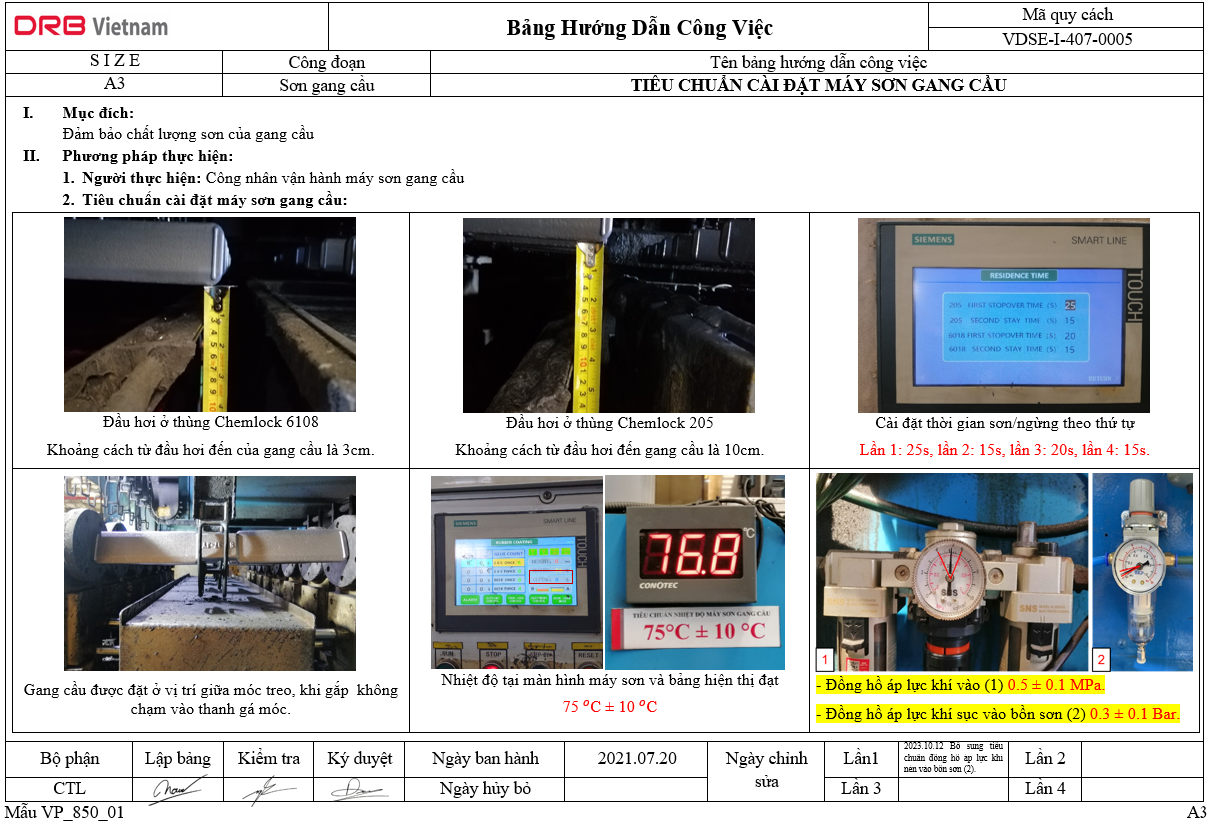 DRB Vietnam
Bảng Hướng Dẫn Công Việc
Mã quy cách
VDSE-I-407-0005
S I Z E
Công đoạn
Tên bảng hướng dẫn công việc
A3
Sơn gang cầu
TIÊU CHUẨN CÀI ĐẶT MÁY SƠN GANG CẦU
I. Mục đích:
Đảm bảo chất lượng sơn của gang cầu
II. Phương pháp thực hiện:
1. Người thực hiện: Công nhân vận hành máy sơn gang cầu
2. Tiêu chuẩn cài đặt máy sơn gang cầu:
SIEMENS
SMART LINE
TOUCH
RESIDENCE TIME
205 FIRST STOPOVER TIME (S) 25
205 SECOND STAY TIME (S) 15
6018 FIRST STOPOVER TIME (S) 20
6018 SECOND STAY TIME (S) 15
RETURN
Đầu hơi ở thùng Chemlock 6108
Khoảng cách từ đầu hơi đến của gang cầu là 3cm.
Đầu hơi ở thùng Chemlock 205
Khoảng cách từ đầu hơi đến gang cầu là 10cm.
Cài đặt thời gian sơn/ngừng theo thứ tự
Lần 1: 25s, lần 2: 15s, lần 3: 20s, lần 4: 15s.
SIEMENS
SMART LINE
TOUCH
RUBBER COATING
RUN
STOP
RESET
76.8
°C
CONOTEC
TIÊU CHUẨN NHIỆT ĐỘ MÁY SƠN GANG CẦU
75°C ± 10 °C
SNS
SNS
SNS
1
2
Gang cầu được đặt ở vị trí giữa móc treo, khi gắp không
chạm vào thanh gá móc.
Nhiệt độ tại màn hình máy sơn và bảng hiện thị đạt
75 ⁰C ± 10 ⁰C
- Đồng hồ áp lực khí vào (1) 0.5 ± 0.1 MPa.
- Đồng hồ áp lực khí sục vào bồn sơn (2) 0.3 ± 0.1 Bar.
Bộ phận
Lập bảng
Kiểm tra
Ký duyệt
Ngày ban hành
2021.07.20
Ngày chỉnh
sửa
Lần1
2023.10.12 Bổ sung tiêu
chuẩn đồng hồ áp lực khí
nén vào bồn sơn (2).
Lần 2
CTL
Ngày hủy bỏ
Lần 3
Lần 4
Mẫu VP_850_01
A3